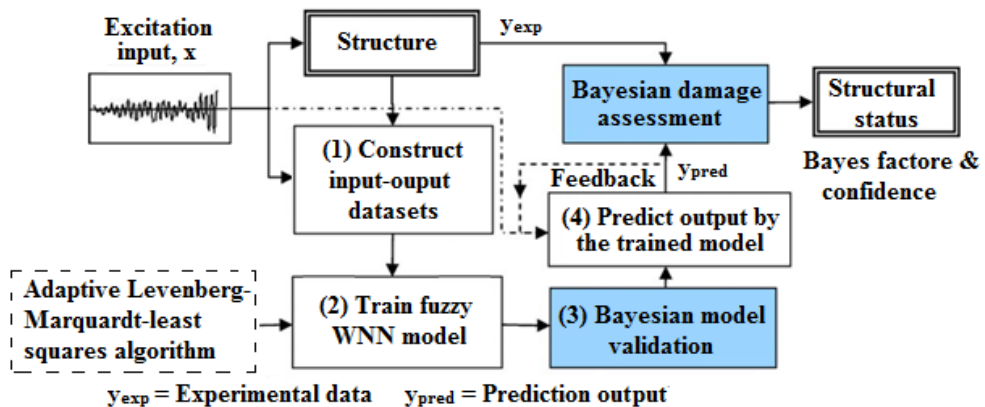 Excitation
input, x
Structure
yexp
Bayesian damage
assessment
Structural
status
Bayes factore &
confidence
(1) Construct
input-ouput
datasets
Feedback
ypred
(4) Predict output by
the trained model
Adaptive Levenberg-
Marquardt-least
squares algorithm
(2) Train fuzzy
WNN model
(3) Bayesian model
validation
yexp = Experimental data ypred = Prediction output